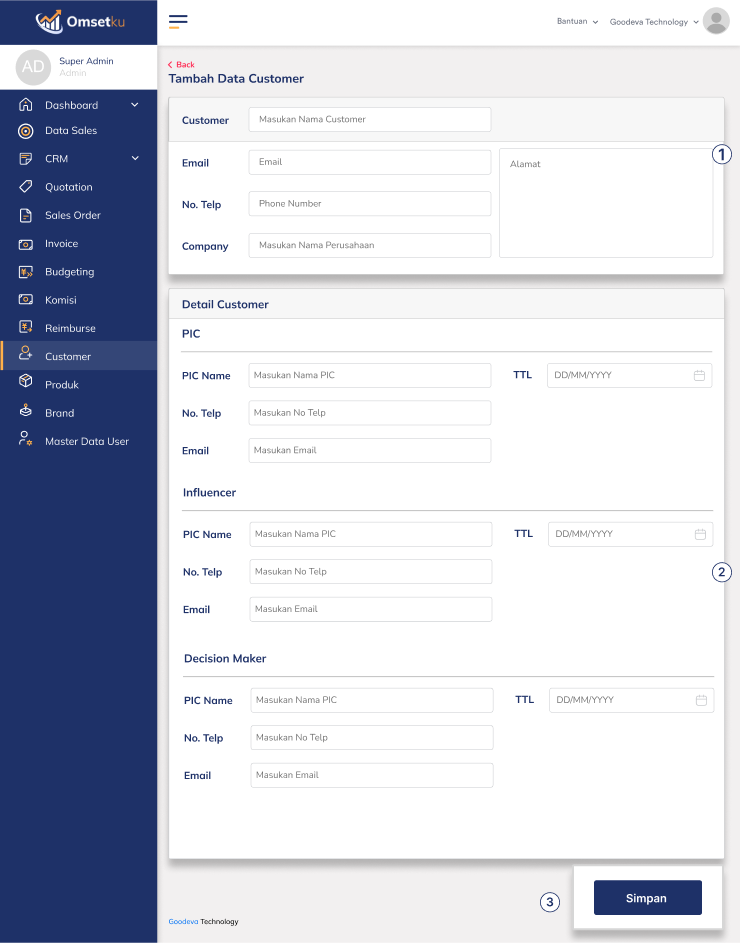 Omsetku
Bantuan
Goodeva Technology
AD
Super Admin
Admin
Dashboard
Data Sales
CRM
Quotation
Sales Order
Invoice
Budgeting
Komisi
Reimburse
Customer
Produk
Brand
Master Data User
Back
Tambah Data Customer
Customer
Masukan Nama Customer
1
Email
Email
Alamat
No. Telp
Phone Number
Company
Masukan Nama Perusahaan
Detail Customer
PIC
PIC Name
Masukan Nama PIC
TTL
DD/MM/YYYY
No. Telp
Masukan No Telp
Email
Masukan Email
Influencer
PIC Name
Masukan Nama PIC
TTL
DD/MM/YYYY
No. Telp
Masukan No Telp
2
Email
Masukan Email
Decision Maker
PIC Name
Masukan Nama PIC
TTL
DD/MM/YYYY
No. Telp
Masukan No Telp
Email
Masukan Email
3
Simpan
Goodeva Technology